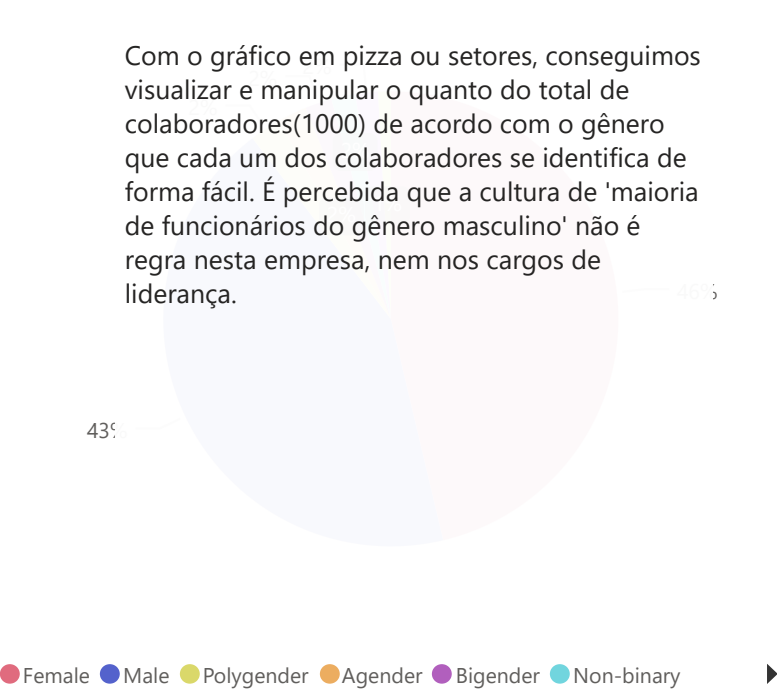 Com o gráfico em pizza ou setores, conseguimos
visualizar e manipular o quanto do total de
colaboradores(1000) de acordo com o gênero
que cada um dos colaboradores se identifica de
forma fácil. É percebida que a cultura de 'maioria
de funcionários do gênero masculino' não é
regra nesta empresa, nem nos cargos de
liderança.
46%
43%
Female Male Polygender Agender Bigender Non-binary